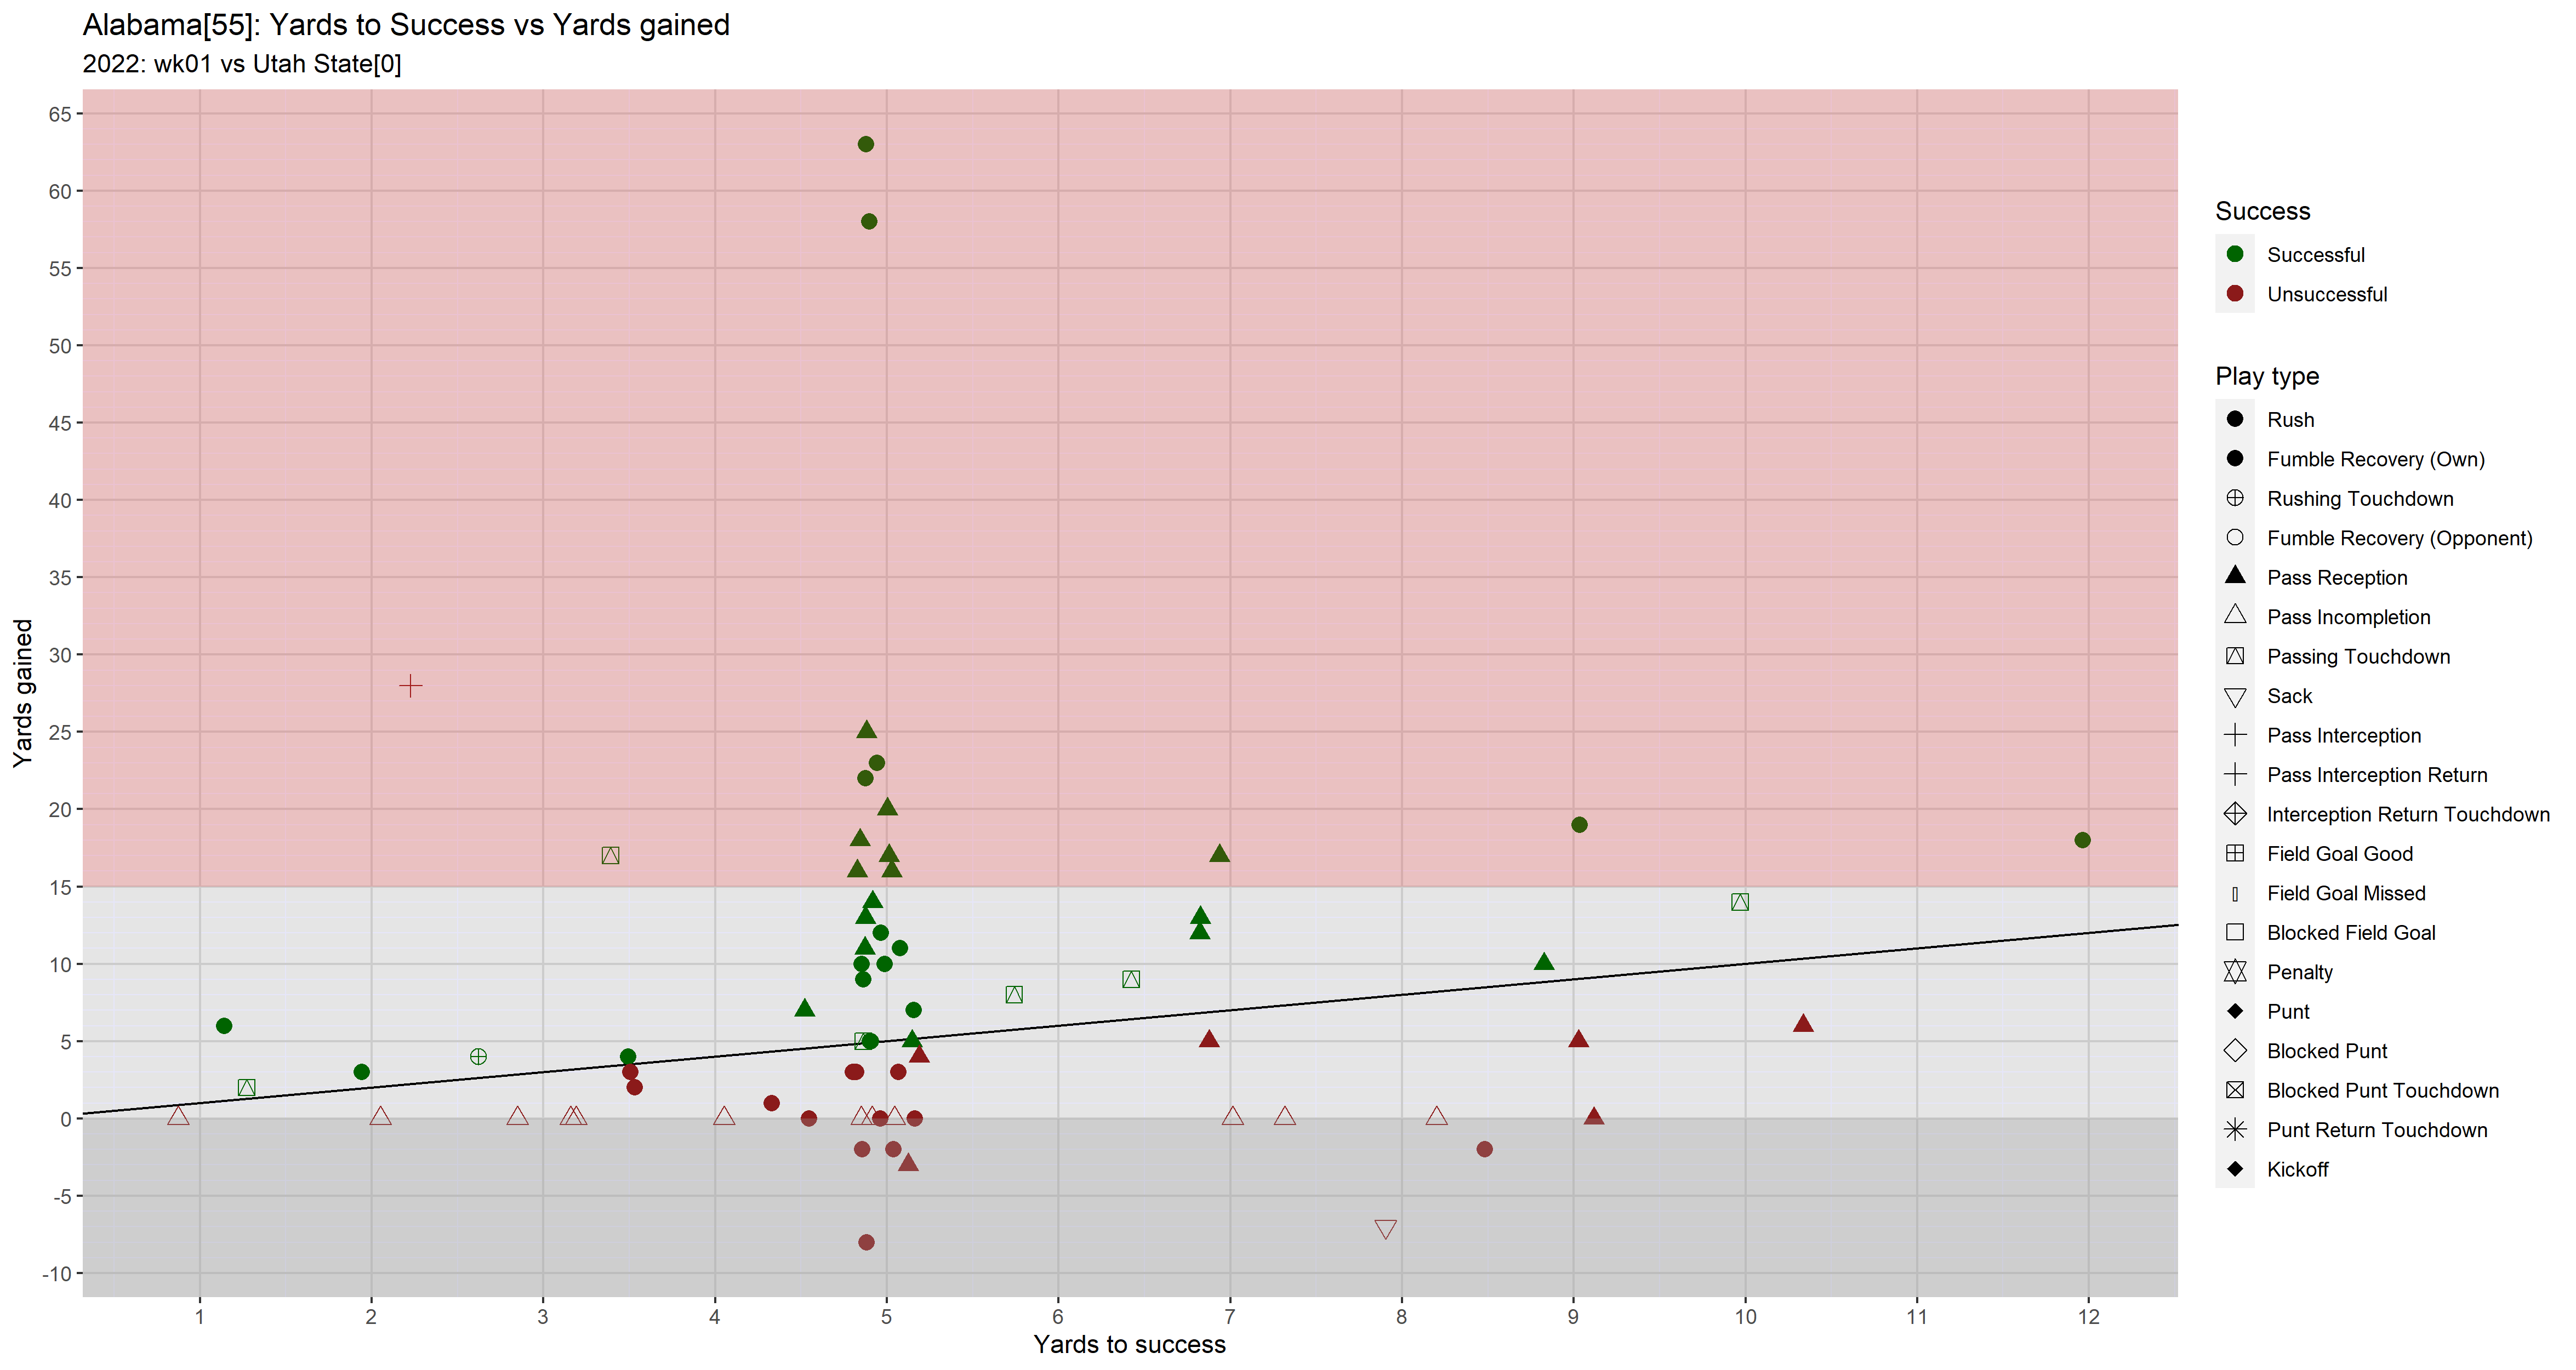 Alabama[55]: Yards to Success vs Yards gained
2022: wk01 vs Utah State[0]
65
60
55
50
45
40
35
30
25
20
15
10
5
0
-5
-10
Yards gained
1 2 3 4 5 6 7 8 9 10 11 12
Yards to success
Success
Successful
Unsuccessful
Play type
Rush
Fumble Recovery (Own)
Rushing Touchdown
Fumble Recovery (Opponent)
Pass Reception
Pass Incompletion
Passing Touchdown
Sack
Pass Interception
Pass Interception Return
Interception Return Touchdown
Field Goal Good
Field Goal Missed
Blocked Field Goal
Penalty
Punt
Blocked Punt
Blocked Punt Touchdown
Punt Return Touchdown
Kickoff